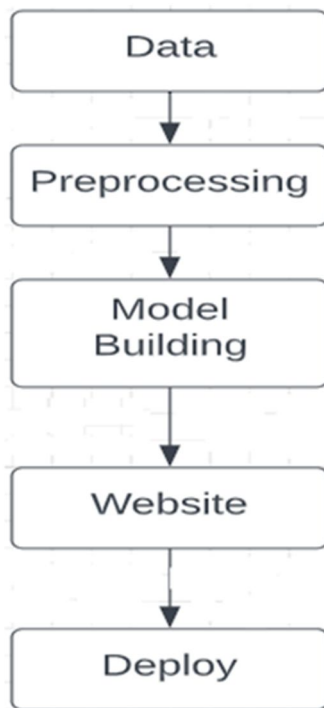 Data
Preprocessing
Model
Building
Website
Deploy